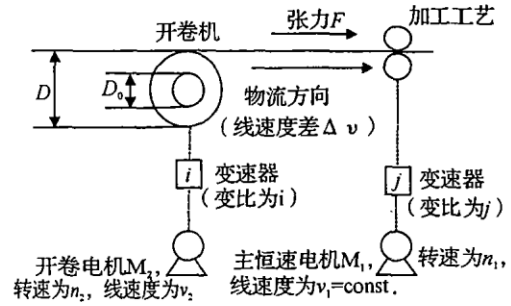 开卷机
张力F
加工工艺
D
D₀
物流方向
(线速度差Δυ)
i
变速器
(变比为i)
j
变速器
(变比为j)
开卷电机M₂,
转速为n₂, 线速度为v₂
主恒速电机M₁,
线速度为v₁=const.
转速为n₁,